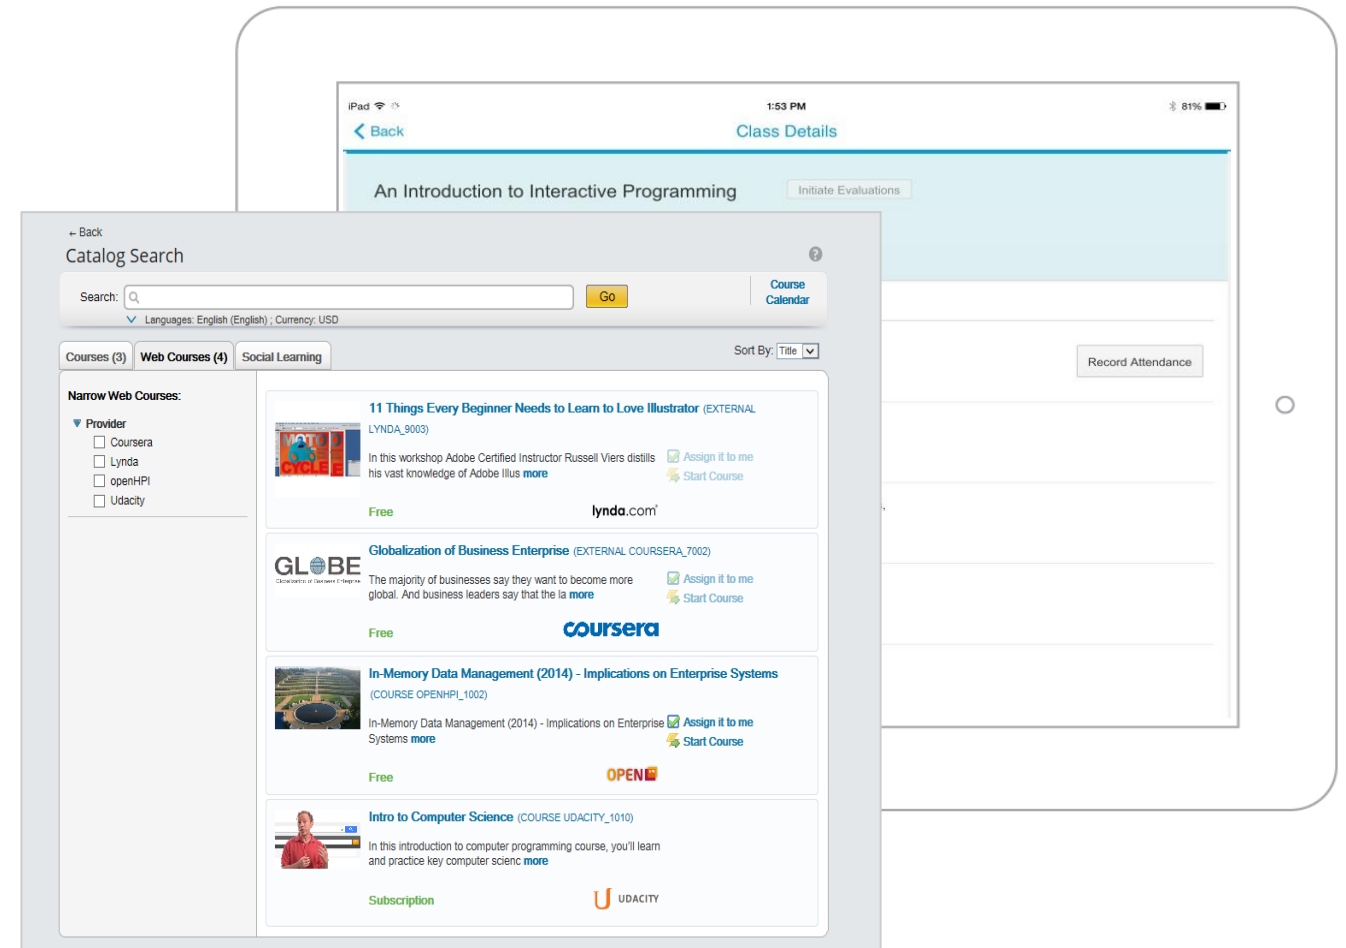 iPad
1:53 PM
81%
Back
Class Details
An Introduction to Interactive Programming
Initiate Evaluations
Record Attendance
←Back
Catalog Search
?
Search:
Go
Course
Calendar
Languages: English (English) ; Currency: USD
Courses (3)
Web Courses (4)
Social Learning
Sort By: Title
Narrow Web Courses:
Provider
Coursera
Lynda
openHPI
Udacity
MOTO
CYCLE
11 Things Every Beginner Needs to Learn to Love Illustrator (EXTERNAL
LYNDA_9003)
In this workshop Adobe Certified Instructor Russell Viers distills
his vast knowledge of Adobe Illus more
Assign it to me
Start Course
Free
lynda.com
GLOBE
Globalization of Business Enterprise
Globalization of Business Enterprise (EXTERNAL COURSERA_7002)
The majority of businesses say they want to become more
global. And business leaders say that the la more
Assign it to me
Start Course
Free
coursera
In-Memory Data Management (2014) - Implications on Enterprise Systems
(COURSE OPENHPI_1002)
In-Memory Data Management (2014) - Implications on Enterprise
Systems more
Assign it to me
Start Course
Free
OPEN
Intro to Computer Science (COURSE UDACITY_1010)
In this introduction to computer programming course, you'll learn
and practice key computer scienc more
Subscription
UDACITY